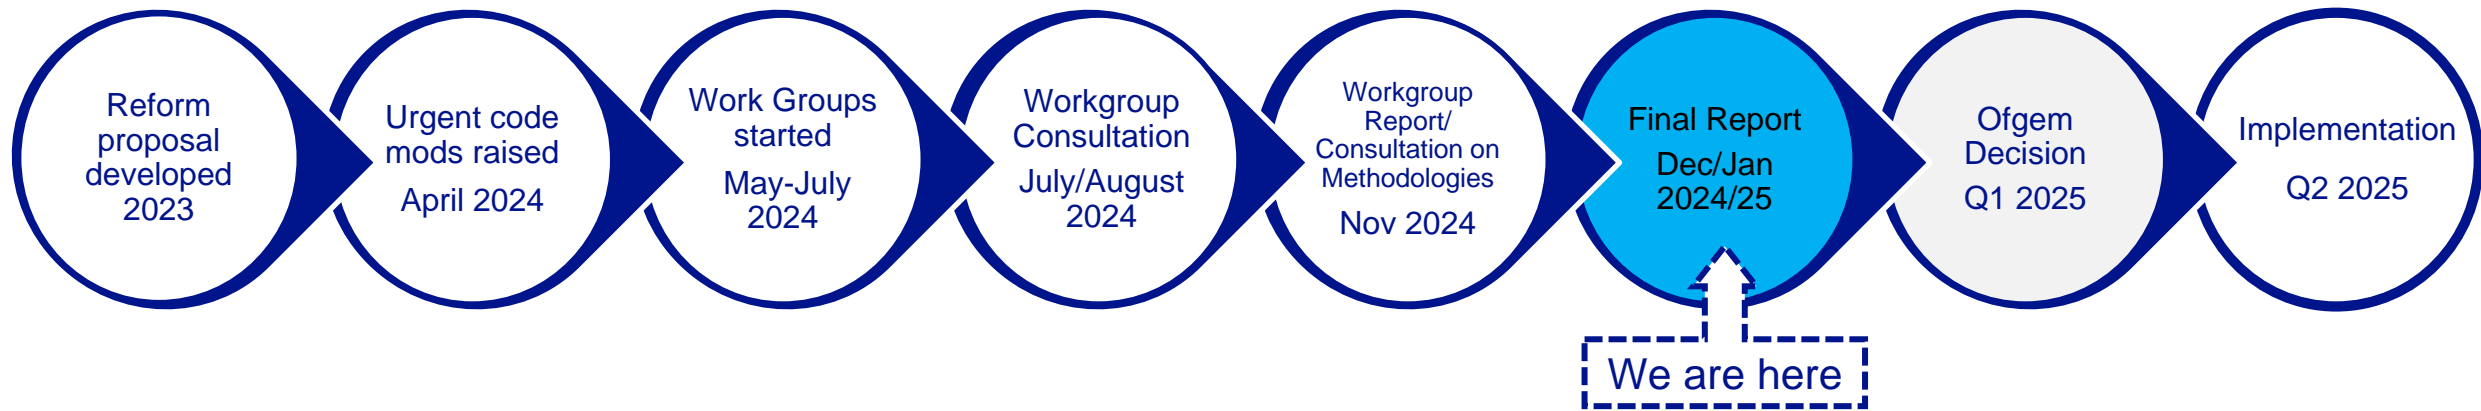 Reform
proposal
developed
2023
Urgent code
mods raised
April 2024
Work Groups
started
May-July
2024
Workgroup
Consultation
July/August
2024
Workgroup
Report/
Consultation on
Methodologies
Nov 2024
Final Report
Dec/Jan
2024/25
Ofgem
Decision
Q1 2025
Implementation
Q2 2025
We are here